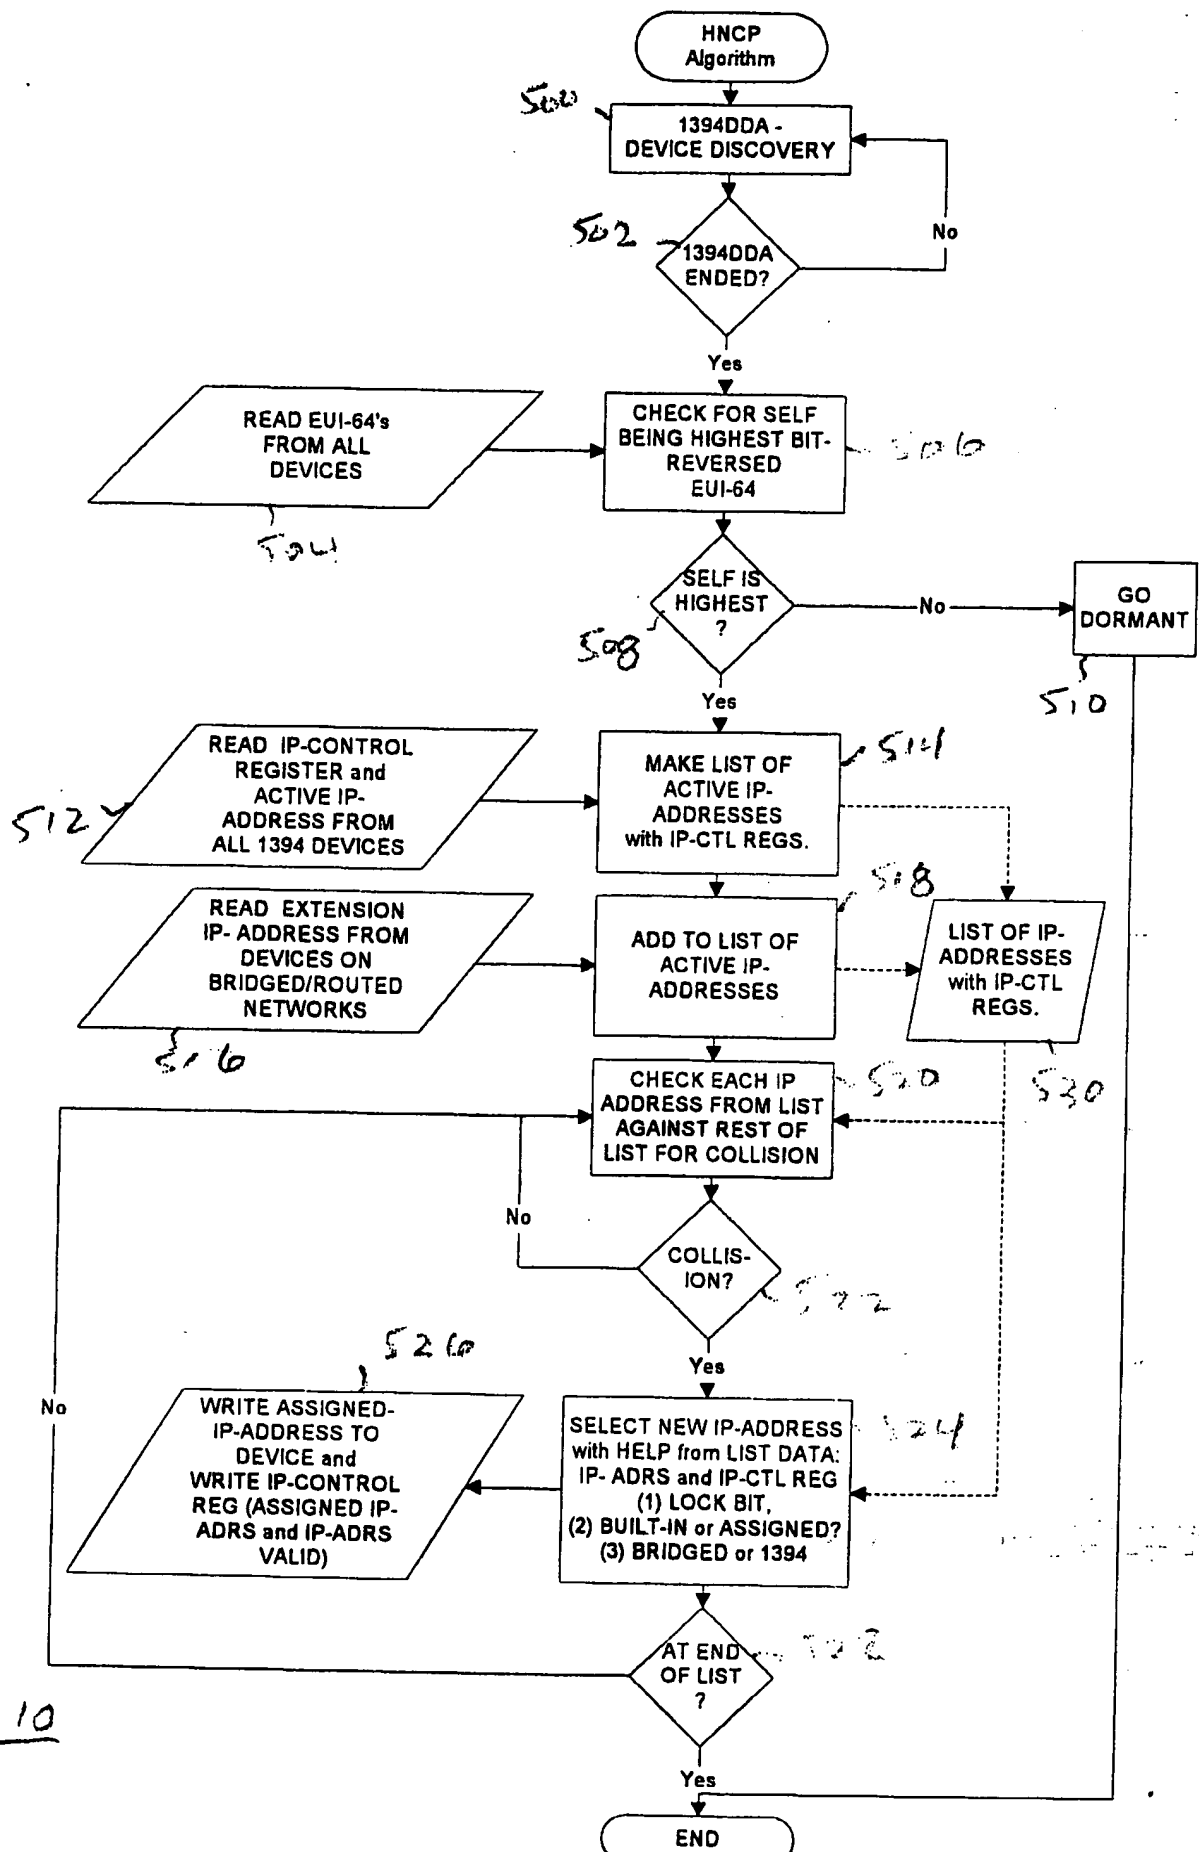 HNCP
Algorithm
500
1394DDA -
DEVICE DISCOVERY
502
1394DDA
ENDED?
No
Yes
READ EUI-64's
FROM ALL
DEVICES
504
CHECK FOR SELF
BEING HIGHEST BIT-
REVERSED
EUI-64
506
SELF IS
HIGHEST
?
508
No
GO
DORMANT
510
Yes
READ IP-CONTROL
REGISTER and
ACTIVE IP-
ADDRESS FROM
ALL 1394 DEVICES
512
MAKE LIST OF
ACTIVE IP-
ADDRESSES
with IP-CTL REGS.
514
READ EXTENSION
IP- ADDRESS FROM
DEVICES ON
BRIDGED/ROUTED
NETWORKS
516
ADD TO LIST OF
ACTIVE IP-
ADDRESSES
518
LIST OF IP-
ADDRESSES
with IP-CTL
REGS.
530
CHECK EACH IP
ADDRESS FROM LIST
AGAINST REST OF
LIST FOR COLLISION
520
No
COLLIS-
ION?
522
Yes
526
WRITE ASSIGNED-
IP-ADDRESS TO
DEVICE and
WRITE IP-CONTROL
REG (ASSIGNED IP-
ADRS and IP-ADRS
VALID)
SELECT NEW IP-ADDRESS
with HELP from LIST DATA:
IP- ADRS and IP-CTL REG
(1) LOCK BIT,
(2) BUILT-IN or ASSIGNED?
(3) BRIDGED or 1394
524
No
AT END
OF LIST
?
10
Yes
END